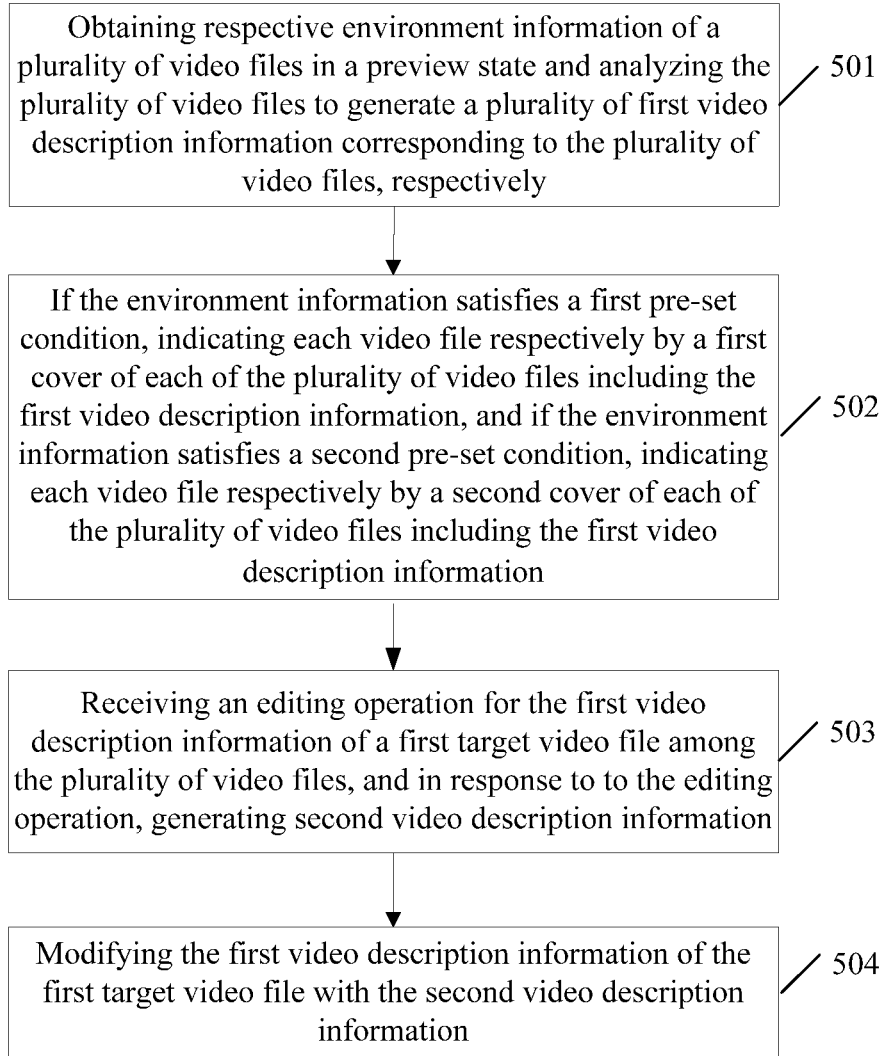 Obtaining respective environment information of a
plurality of video files in a preview state and analyzing the
plurality of video files to generate a plurality of first video
description information corresponding to the plurality of
video files, respectively
501
If the environment information satisfies a first pre-set
condition, indicating each video file respectively by a first
cover of each of the plurality of video files including the
first video description information, and if the environment
information satisfies a second pre-set condition, indicating
each video file respectively by a second cover of each of
the plurality of video files including the first video
description information
502
Receiving an editing operation for the first video
description information of a first target video file among
the plurality of video files, and in response to to the editing
operation, generating second video description information
503
Modifying the first video description information of the
first target video file with the second video description
information
504